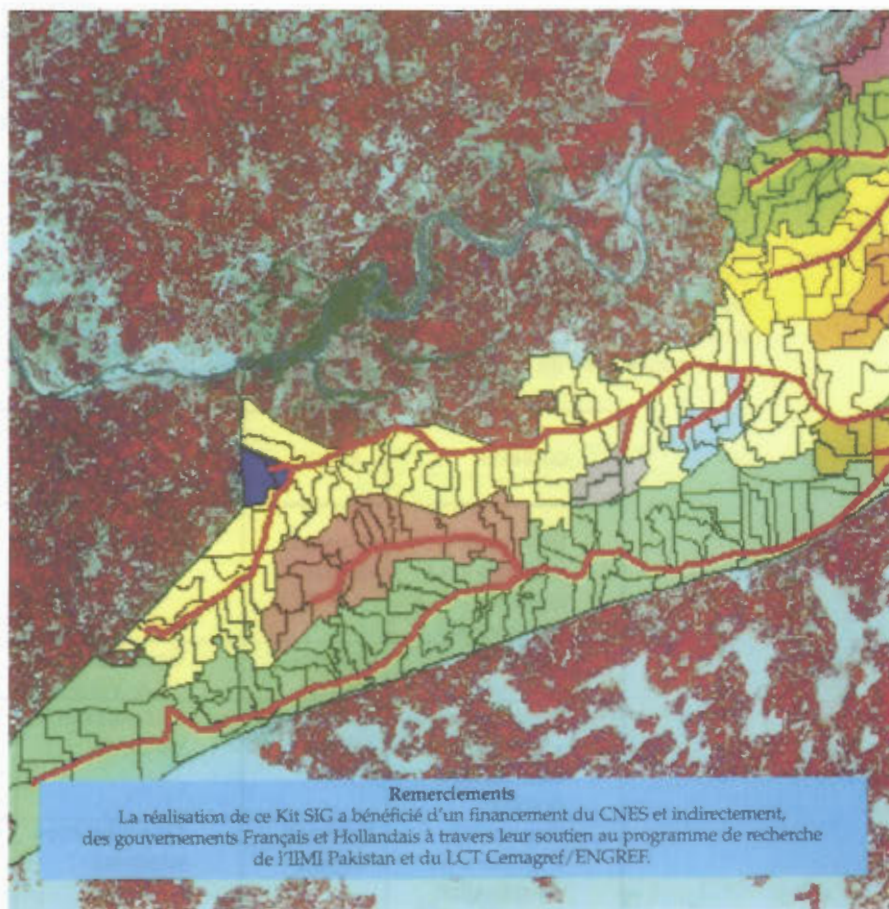 Remerciements
La réalisation de ce Kit SIG a bénéficié d'un financement du CNES et indirectement,
des gouvernements Français et Hollandais à travers leur soutien au programme de recherche
de l'IIMI Pakistan et du LCT Cemagref/ENGREF.